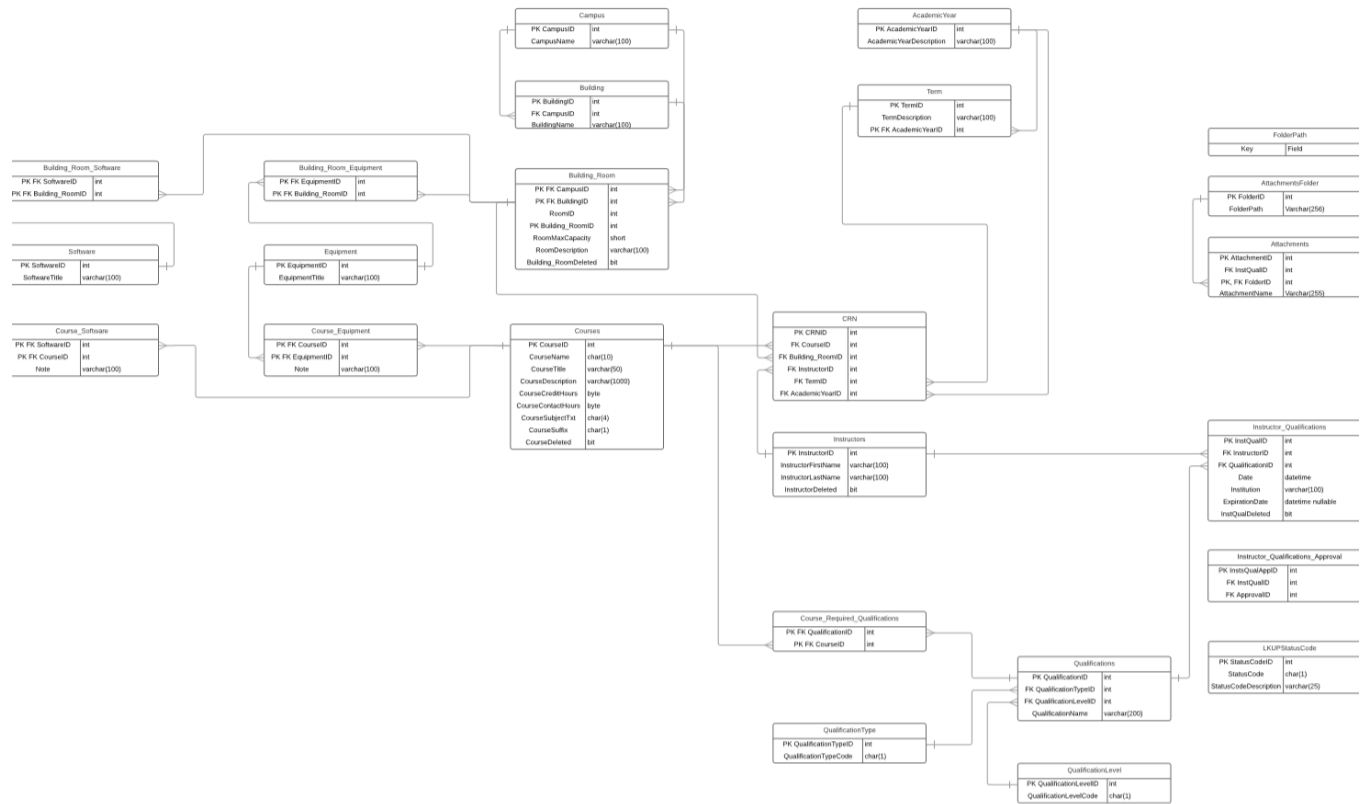 Campus
PK CampusID int
CampusName varchar(100)
AcademicYear
PK AcademicYearID int
AcademicYearDescription varchar(100)
Building
PK BuildingID int
FK CampusID int
BuildingName varchar(100)
Term
PK TermID int
TermDescription varchar(100)
PK FK AcademicYearID int
FolderPath
Key Field
Building_Room_Software
PK FK SoftwareID int
PK FK Building_RoomID int
Building_Room_Equipment
PK FK EquipmentID int
PK FK Building_RoomID int
Building_Room
PK FK CampusID int
PK FK BuildingID int
RoomID int
PK Building_RoomID int
RoomMaxCapacity short
RoomDescription varchar(100)
Building_RoomDeleted bit
AttachmentsFolder
PK FolderID int
FolderPath Varchar(256)
Software
PK SoftwareID int
SoftwareTitle varchar(100)
Equipment
PK EquipmentID int
EquipmentTitle varchar(100)
Attachments
PK AttachmentID int
FK InstQualID int
PK, FK FolderID int
AttachmentName Varchar(255)
Course_Software
PK FK SoftwareID int
PK FK CourseID int
Note varchar(100)
Course_Equipment
PK FK CourseID int
PK FK EquipmentID int
Note varchar(100)
Courses
PK CourseID int
CourseName char(10)
CourseTitle varchar(50)
CourseDescription varchar(1000)
CourseCreditHours byte
CourseContactHours byte
CourseSubjectTxt char(4)
CourseSuffix char(1)
CourseDeleted bit
CRN
PK CRNID int
FK CourseID int
FK Building_RoomID int
FK InstructorID int
FK TermID int
FK AcademicYearID int
Instructors
PK InstructorID int
InstructorFirstName varchar(100)
InstructorLastName varchar(100)
InstructorDeleted bit
Instructor_Qualifications
PK InstQualID int
FK InstructorID int
FK QualificationID int
Date datetime
Institution varchar(100)
ExpirationDate datetime nullable
InstQualDeleted bit
Instructor_Qualifications_Approval
PK InstsQualAppID int
FK InstQualID int
FK ApprovalID int
Course_Required_Qualifications
PK FK QualificationID int
PK FK CourseID int
LKUPStatusCode
PK StatusCodeID int
StatusCode char(1)
StatusCodeDescription varchar(25)
Qualifications
PK QualificationID int
FK QualificationTypeID int
FK QualificationLevelID int
QualificationName varchar(200)
QualificationType
PK QualificationTypeID int
QualificationTypeCode char(1)
QualificationLevel
PK QualificationLevelID int
QualificationLevelCode char(1)